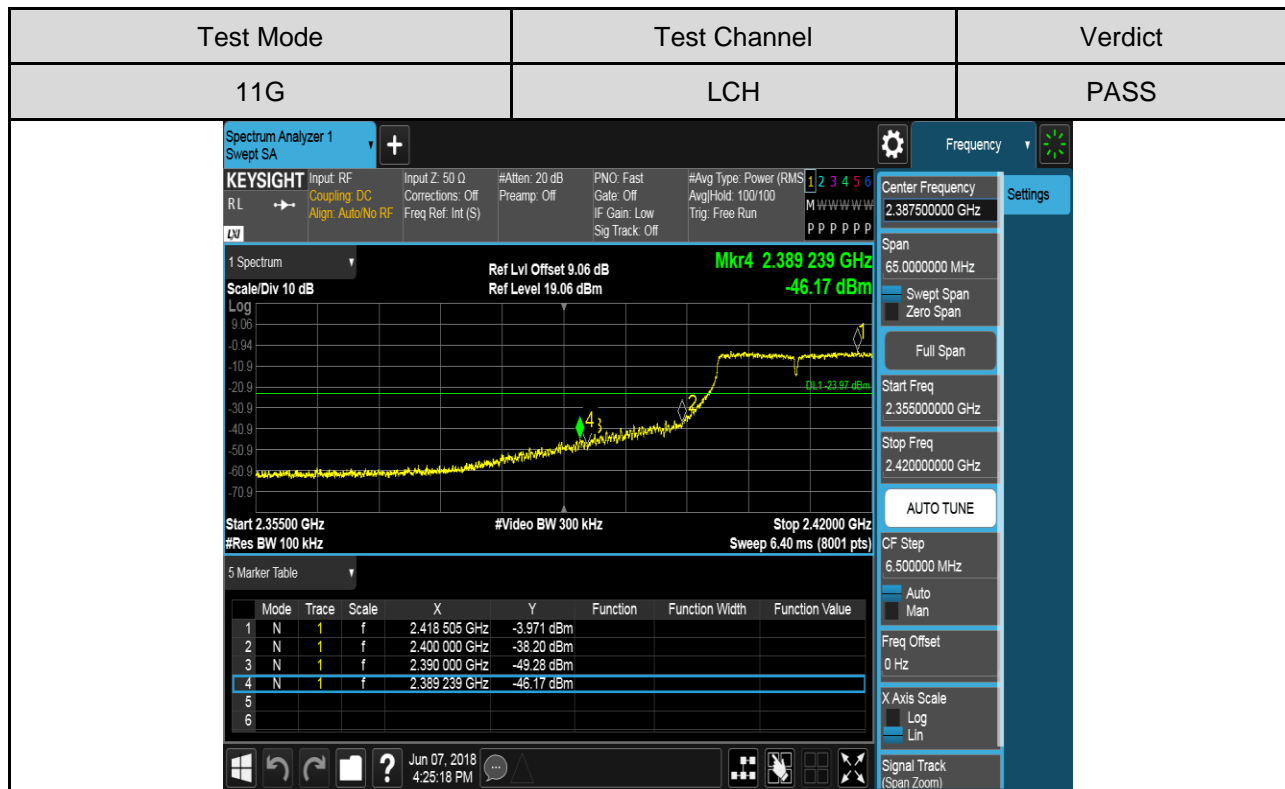 Test Mode Test Channel Verdict
11G LCH PASS
Spectrum Analyzer 1
Swept SA
+
Frequency
KEYSIGHT Input: RF Input Z: 50 Ω #Atten: 20 dB PNO: Fast #Avg Type: Power (RMS 1 2 3 4 5 6
RL Coupling: DC Corrections: Off Preamp: Off Gate: Off Avg|Hold: 100/100 M W W W W W
Align: Auto/No RF Freq Ref: Int (S) IF Gain: Low Trig: Free Run
LXI Sig Track: Off P P P P P P
1 Spectrum
Ref Lvl Offset 9.06 dB Mkr4 2.389 239 GHz
Scale/Div 10 dB Ref Level 19.06 dBm -46.17 dBm
Log
9.06
-0.94
-10.9
-20.9
-30.9
-40.9
-50.9
-60.9
-70.9
1
DL1 -23.97 dBm
2
4
3
Start 2.35500 GHz #Video BW 300 kHz Stop 2.42000 GHz
#Res BW 100 kHz Sweep 6.40 ms (8001 pts)
5 Marker Table
Mode Trace Scale X Y Function Function Width Function Value
1 N 1 f 2.418 505 GHz -3.971 dBm
2 N 1 f 2.400 000 GHz -38.20 dBm
3 N 1 f 2.390 000 GHz -49.28 dBm
4 N 1 f 2.389 239 GHz -46.17 dBm
5
6
?
Jun 07, 2018
4:25:18 PM
Center Frequency
2.387500000 GHz
Settings
Span
65.0000000 MHz
Swept Span
Zero Span
Full Span
Start Freq
2.355000000 GHz
Stop Freq
2.420000000 GHz
AUTO TUNE
CF Step
6.500000 MHz
Auto
Man
Freq Offset
0 Hz
X Axis Scale
Log
Lin
Signal Track
(Span Zoom)